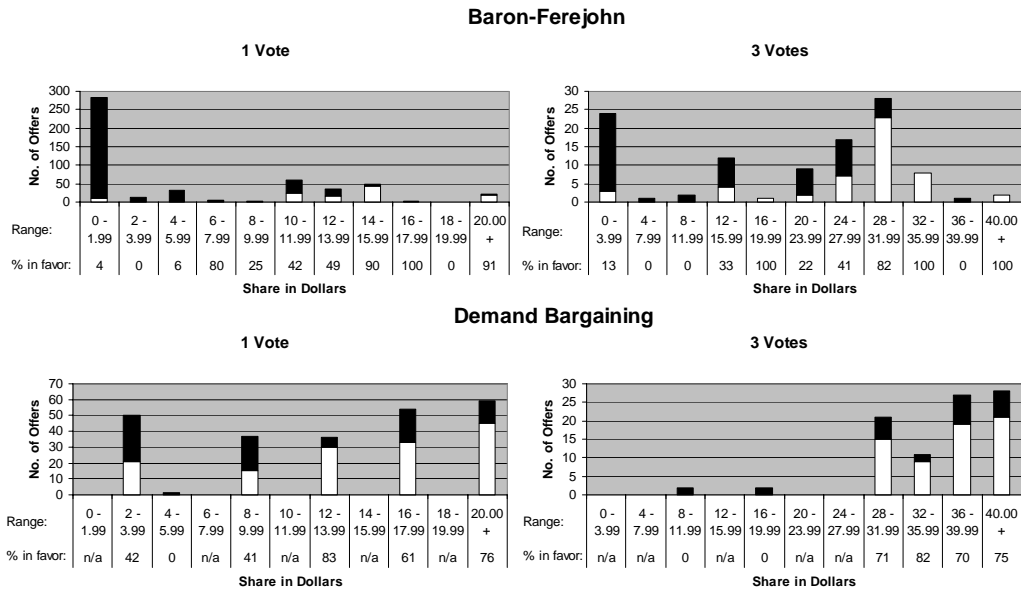 Baron-Ferejohn
1 Vote
No. of Offers
300
250
200
150
100
50
0
Range:
0 - 1.99 2 - 3.99 4 - 5.99 6 - 7.99 8 - 9.99 10 - 11.99 12 - 13.99 14 - 15.99 16 - 17.99 18 - 19.99 20.00 +
% in favor: 4 0 6 80 25 42 49 90 100 0 91
Share in Dollars
3 Votes
No. of Offers
30
25
20
15
10
5
0
Range:
0 - 3.99 4 - 7.99 8 - 11.99 12 - 15.99 16 - 19.99 20 - 23.99 24 - 27.99 28 - 31.99 32 - 35.99 36 - 39.99 40.00 +
% in favor: 13 0 0 33 100 22 41 82 100 0 100
Share in Dollars
Demand Bargaining
1 Vote
No. of Offers
70
60
50
40
30
20
10
0
Range:
0 - 1.99 2 - 3.99 4 - 5.99 6 - 7.99 8 - 9.99 10 - 11.99 12 - 13.99 14 - 15.99 16 - 17.99 18 - 19.99 20.00 +
% in favor: n/a 42 0 n/a 41 n/a 83 n/a 61 n/a 76
Share in Dollars
3 Votes
No. of Offers
30
25
20
15
10
5
0
Range:
0 - 3.99 4 - 7.99 8 - 11.99 12 - 15.99 16 - 19.99 20 - 23.99 24 - 27.99 28 - 31.99 32 - 35.99 36 - 39.99 40.00 +
% in favor: n/a n/a 0 n/a 0 n/a n/a 71 82 70 75
Share in Dollars